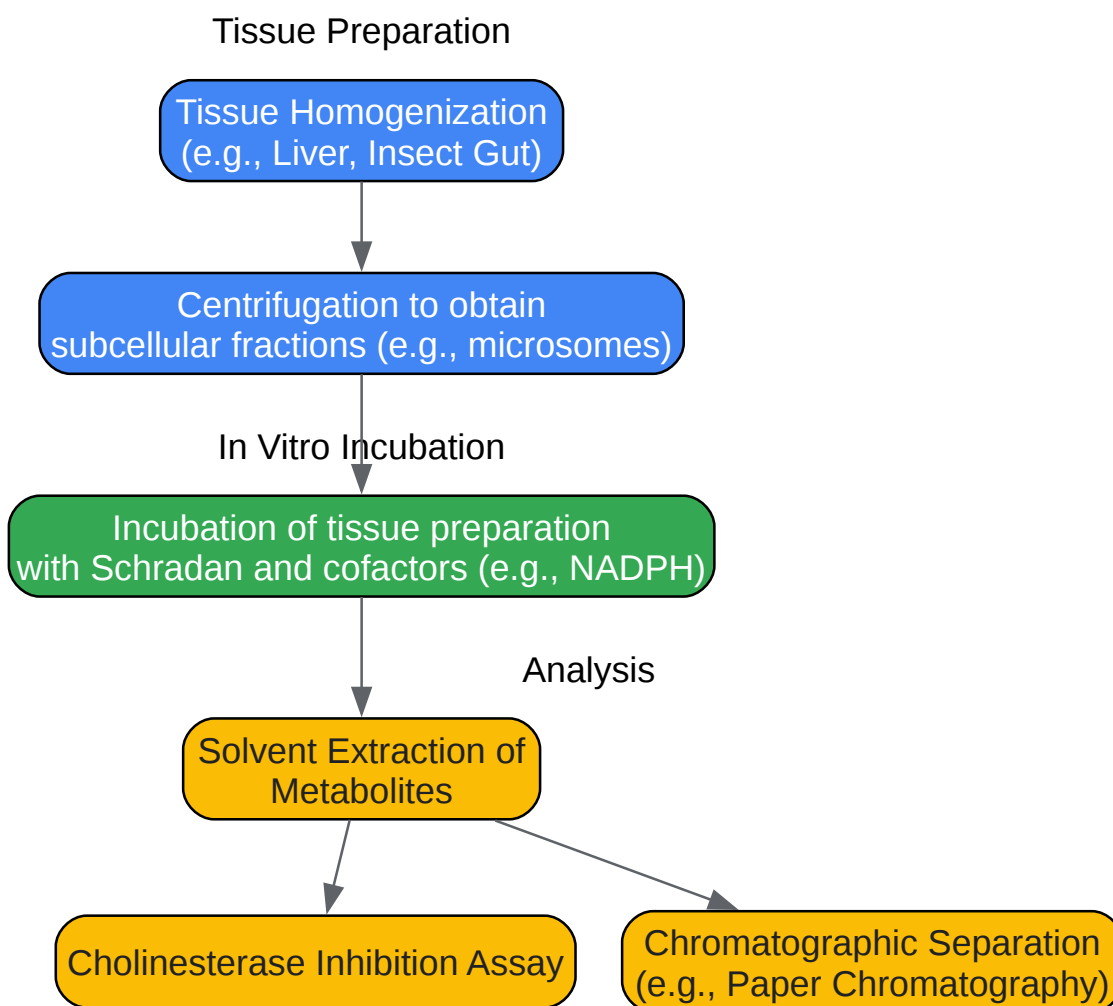 Tissue Preparation
Tissue Homogenization
(e.g., Liver, Insect Gut)
Centrifugation to obtain
subcellular fractions (e.g., microsomes)
In Vitro Incubation
Incubation of tissue preparation
with Schradan and cofactors (e.g., NADPH)
Analysis
Solvent Extraction of
Metabolites
Cholinesterase Inhibition Assay
Chromatographic Separation
(e.g., Paper Chromatography)